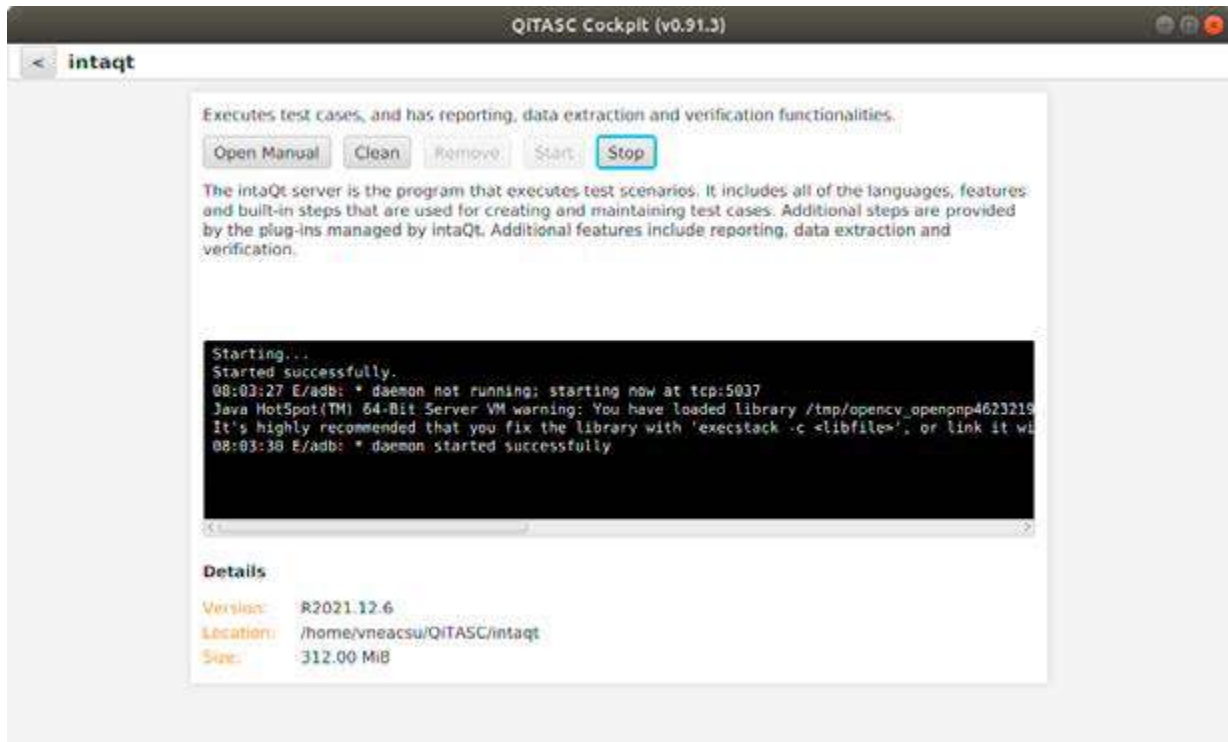 QiTASC Cockpit (v0.91.3)
< intaqt
Executes test cases, and has reporting, data extraction and verification functionalities.
Open Manual Clean Remove Start Stop
The intaQt server is the program that executes test scenarios. It includes all of the languages, features
and built-in steps that are used for creating and maintaining test cases. Additional steps are provided
by the plug-ins managed by intaQt. Additional features include reporting, data extraction and
verification.
Starting...
Started successfully.
08:03:27 E/adb: * daemon not running; starting now at tcp:5037
Java HotSpot(TM) 64-Bit Server VM warning: You have loaded library /tmp/opencv_openpnp4623219
It's highly recommended that you fix the library with 'execstack -c <libfile>', or link it wi
08:03:30 E/adb: * daemon started successfully
Details
Version: R2021.12.6
Location: /home/vneacsu/QiTASC/intaqt
Size: 312.00 MiB